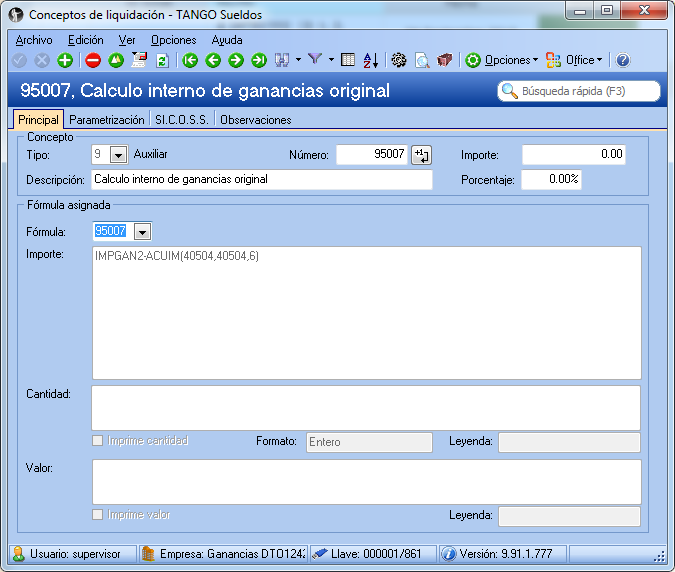 Conceptos de liquidación - TANGO Sueldos
Archivo Edición Ver Opciones Ayuda
Opciones Office
95007, Calculo interno de ganancias original
Búsqueda rápida (F3)
Principal Parametrización SI.C.O.S.S. Observaciones
Concepto
Tipo: 9 Auxiliar Número: 95007 +1 Importe: 0.00
Descripción: Calculo interno de ganancias original Porcentaje: 0.00%
Fórmula asignada
Fórmula: 95007
Importe: IMPGAN2-ACUIM(40504,40504,6)
Cantidad:
Imprime cantidad Formato: Entero Leyenda:
Valor:
Imprime valor Leyenda:
Usuario: supervisor Empresa: Ganancias DTO1242 Llave: 000001/861 Versión: 9.91.1.777